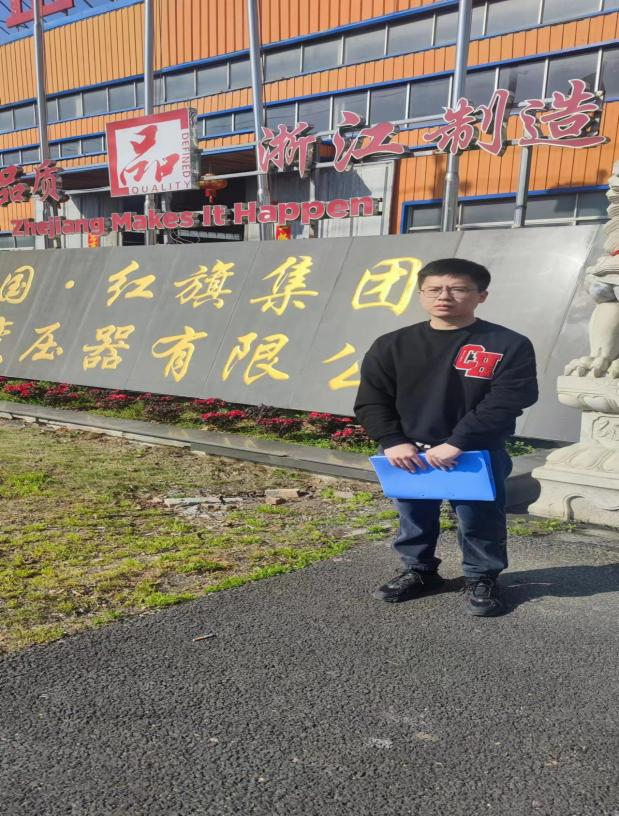 品质
品
DEFINED
QUALITY
浙江制造
Zhejiang Makes It Happen
国·红旗集团
压器有限公
CB